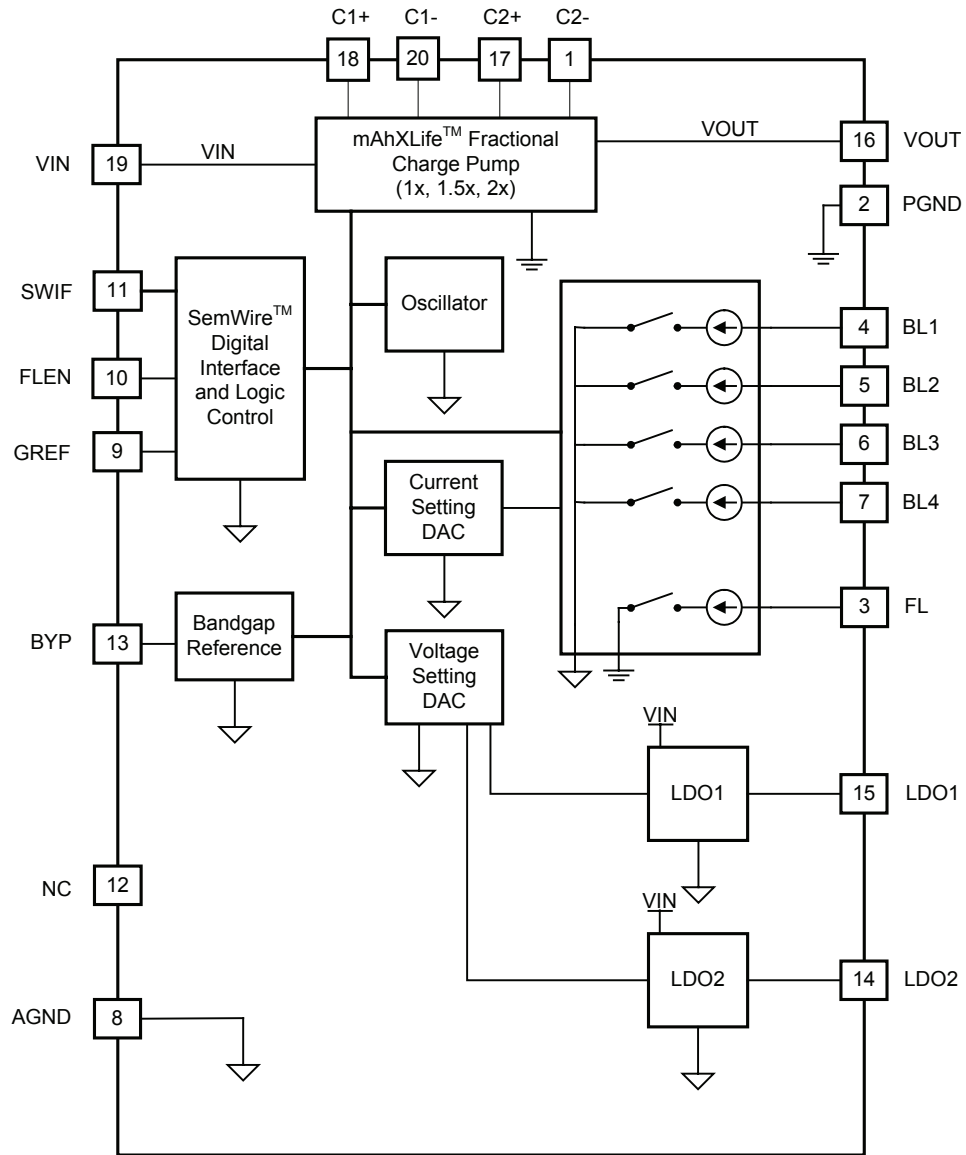 C1+ C1- C2+ C2-
18 20 17 1
mAhXLife™ Fractional
Charge Pump
(1x, 1.5x, 2x)
VIN 19 VIN
VOUT 16 VOUT
2 PGND
SWIF 11
FLEN 10
GREF 9
SemWire™
Digital
Interface
and Logic
Control
Oscillator
4 BL1
5 BL2
6 BL3
7 BL4
3 FL
Current
Setting
DAC
BYP 13
Bandgap
Reference
Voltage
Setting
DAC
VIN
LDO1
15 LDO1
NC 12
VIN
LDO2
14 LDO2
AGND 8